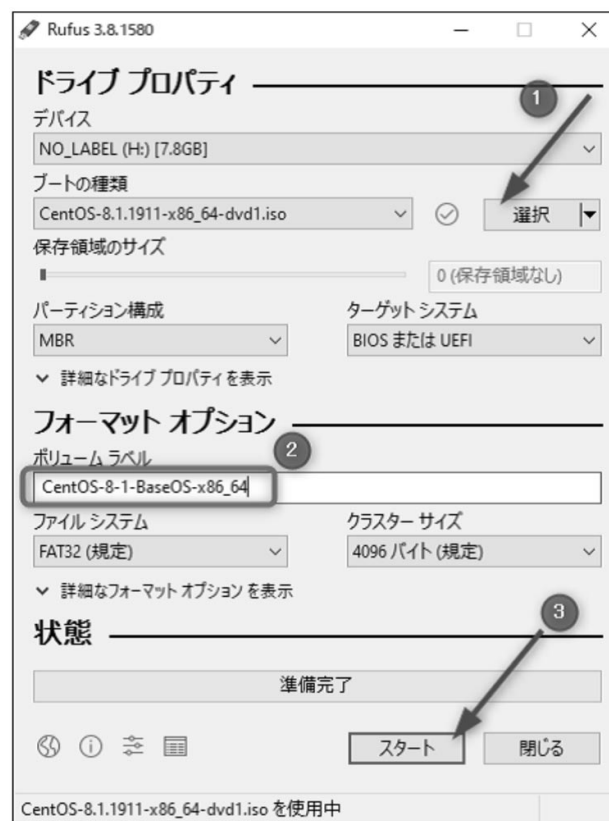 Rufus 3.8.1580
ドライブ プロパティ
1
デバイス
NO_LABEL (H:) [7.8GB]
ブートの種類
CentOS-8.1.1911-x86_64-dvd1.iso
選択
保存領域のサイズ
0 (保存領域なし)
パーティション構成
ターゲット システム
MBR
BIOS または UEFI
詳細なドライブ プロパティを表示
フォーマット オプション
2
ボリューム ラベル
CentOS-8-1-BaseOS-x86_64
ファイル システム
クラスター サイズ
FAT32 (規定)
4096 バイト (規定)
詳細なフォーマット オプション を表示
3
状態
準備完了
スタート
閉じる
CentOS-8.1.1911-x86_64-dvd1.iso を使用中